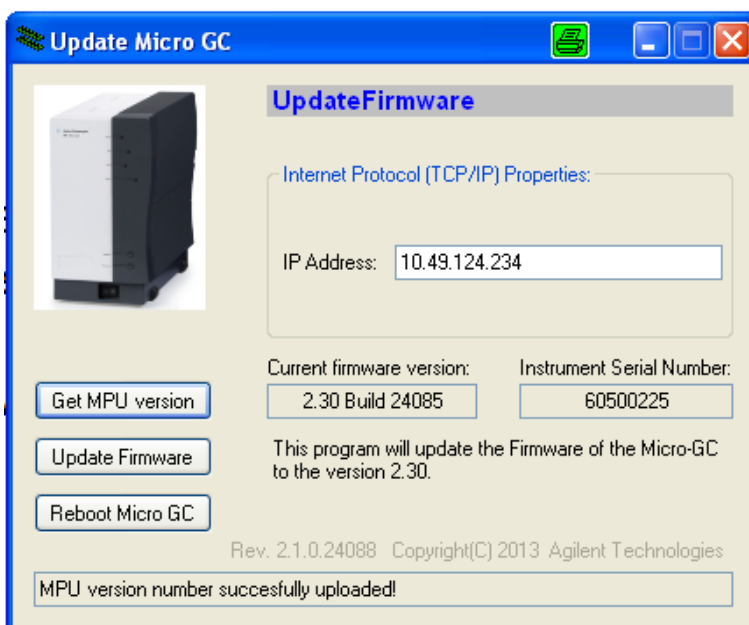 Update Micro GC
UpdateFirmware
Internet Protocol (TCP/IP) Properties:
IP Address: 10.49.124.234
Current firmware version: Instrument Serial Number:
2.30 Build 24085 60500225
Get MPU version
Update Firmware
Reboot Micro GC
This program will update the Firmware of the Micro-GC
to the version 2.30.
Rev. 2.1.0.24088 Copyright(C) 2013 Agilent Technologies
MPU version number succesfully uploaded!